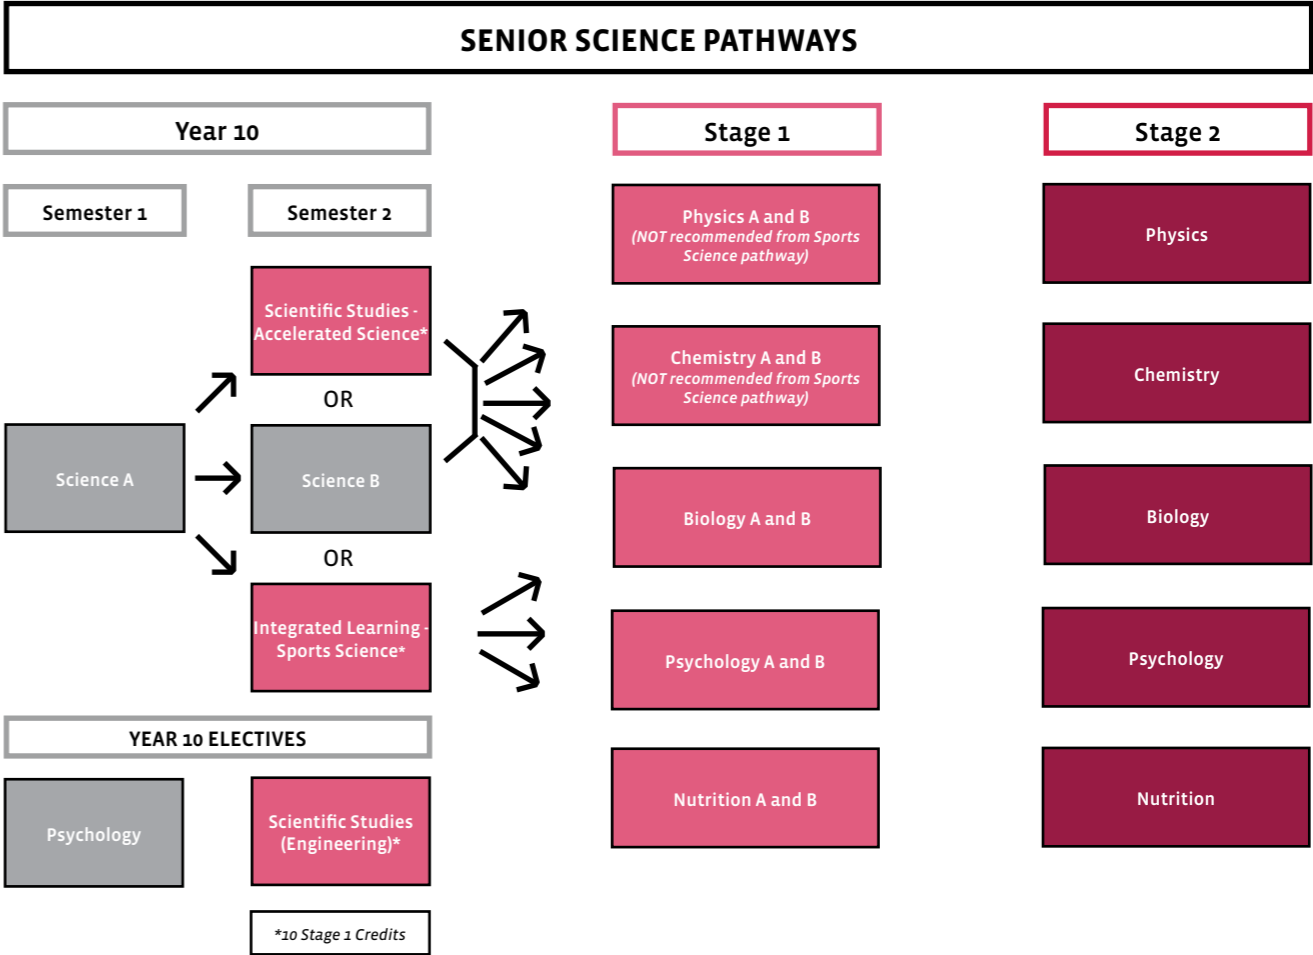 SENIOR SCIENCE PATHWAYS
Year 10
Stage 1
Stage 2
Semester 1
Semester 2
Science A
Scientific Studies -
Accelerated Science*
OR
Science B
OR
Integrated Learning -
Sports Science*
YEAR 10 ELECTIVES
Psychology
Scientific Studies
(Engineering)*
*10 Stage 1 Credits
Physics A and B
(NOT recommended from Sports
Science pathway)
Chemistry A and B
(NOT recommended from Sports
Science pathway)
Biology A and B
Psychology A and B
Nutrition A and B
Physics
Chemistry
Biology
Psychology
Nutrition